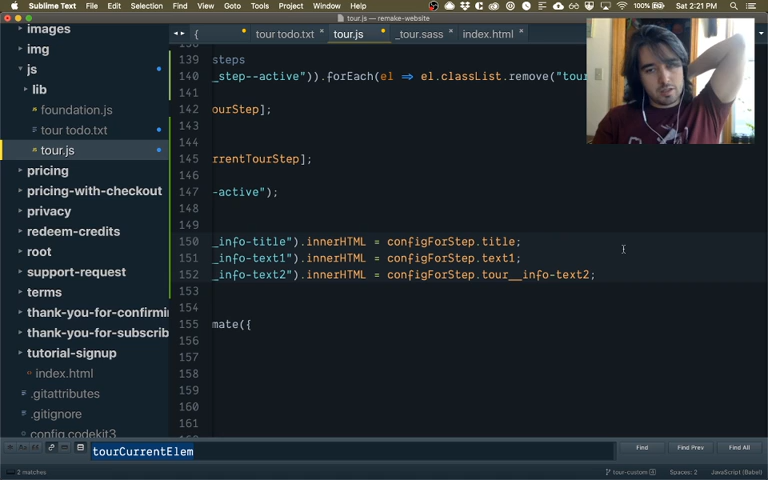 Sublime Text File Edit Selection Find View Goto Tools Project Window Help 100% Sat 2:21 PM
tour.js — remake-website
{ tour todo.txt tour.js _tour.sass × index.html ×
images
img
js
lib
foundation.js
tour todo.txt
tour.js
pricing
pricing-with-checkout
privacy
redeem-credits
root
support-request
terms
thank-you-for-confirmi
thank-you-for-subscrib
tutorial-signup
index.html
.gitattributes
.gitignore
config.codekit3
138
139 steps
140 _step--active")).forEach(el => el.classList.remove("tour
141
142 ourStep];
143
144
145 rrentTourStep];
146
147 -active");
148
149
150 _info-title").innerHTML = configForStep.title;
151 _info-text1").innerHTML = configForStep.text1;
152 _info-text2").innerHTML = configForStep.tour__info-text2;
153
154
155 mate({
156
157
158
159
160
161
tourCurrentElem Find Find Prev Find All
2 matches tour-custom Spaces: 2 JavaScript (Babel)